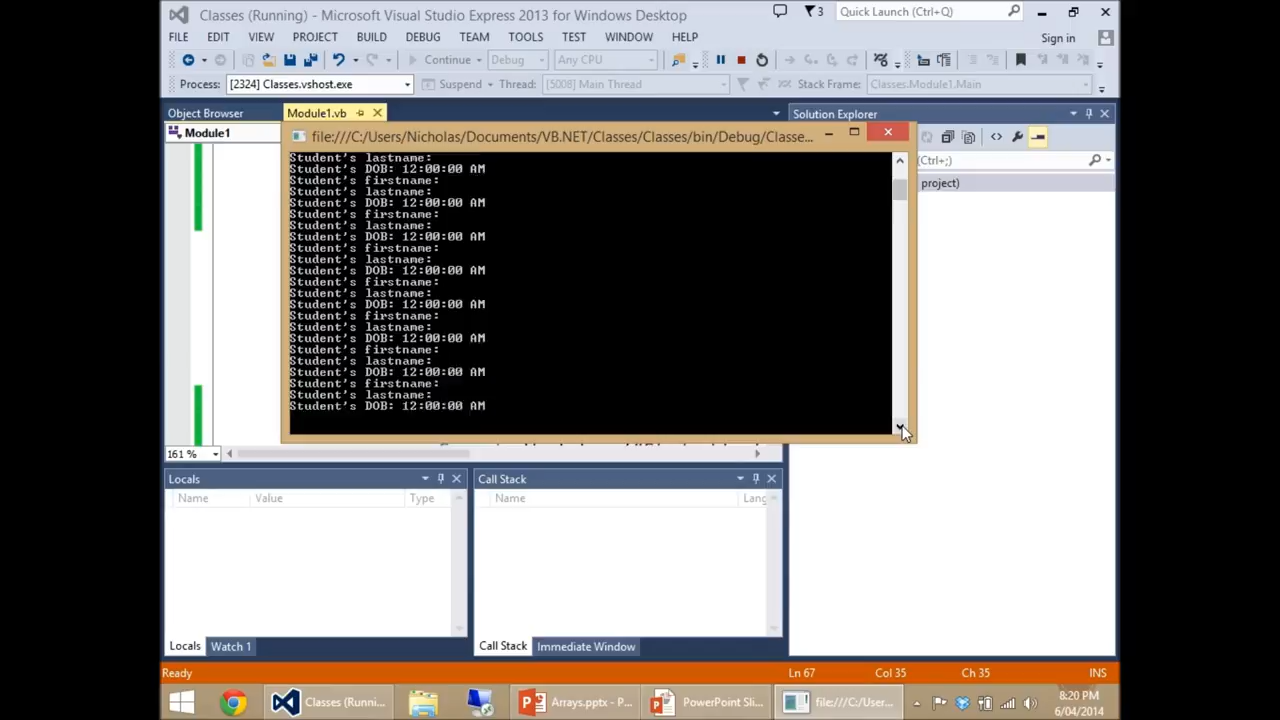 Classes (Running) - Microsoft Visual Studio Express 2013 for Windows Desktop
3
Quick Launch (Ctrl+Q)
FILE EDIT VIEW PROJECT BUILD DEBUG TEAM TOOLS TEST WINDOW HELP
Sign in
Continue Debug Any CPU
Process: [2324] Classes.vshost.exe Suspend Thread: [5008] Main Thread Stack Frame: Classes.Module1.Main
Object Browser Module1.vb Solution Explorer
Module1
file:///C:/Users/Nicholas/Documents/VB.NET/Classes/Classes/bin/Debug/Classe...
(Ctrl+;)
project)
Student's lastname:
Student's DOB: 12:00:00 AM
Student's firstname:
Student's lastname:
Student's DOB: 12:00:00 AM
Student's firstname:
Student's lastname:
Student's DOB: 12:00:00 AM
Student's firstname:
Student's lastname:
Student's DOB: 12:00:00 AM
Student's firstname:
Student's lastname:
Student's DOB: 12:00:00 AM
Student's firstname:
Student's lastname:
Student's DOB: 12:00:00 AM
Student's firstname:
Student's lastname:
Student's DOB: 12:00:00 AM
Student's firstname:
Student's lastname:
Student's DOB: 12:00:00 AM
161 %
Locals
Name Value Type
Call Stack
Name Lang
Locals Watch 1
Call Stack Immediate Window
Ready Ln 67 Col 35 Ch 35 INS
Classes (Runni... Arrays.pptx - P... PowerPoint Sli... file:///C:/User...
8:20 PM
6/04/2014